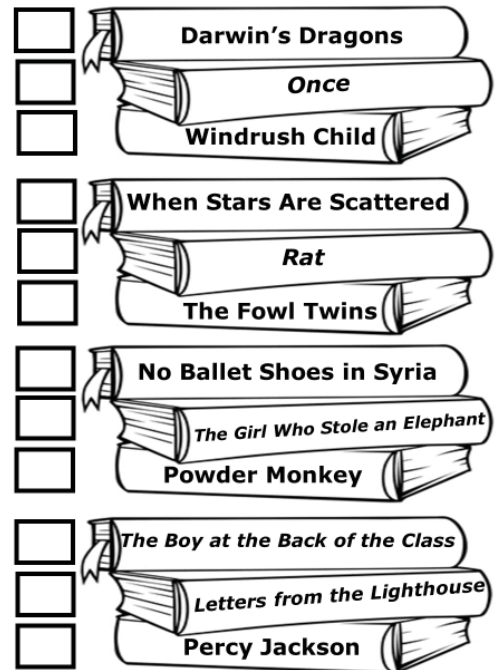 Darwin's Dragons
Once
Windrush Child
When Stars Are Scattered
Rat
The Fowl Twins
No Ballet Shoes in Syria
The Girl Who Stole an Elephant
Powder Monkey
The Boy at the Back of the Class
Letters from the Lighthouse
Percy Jackson